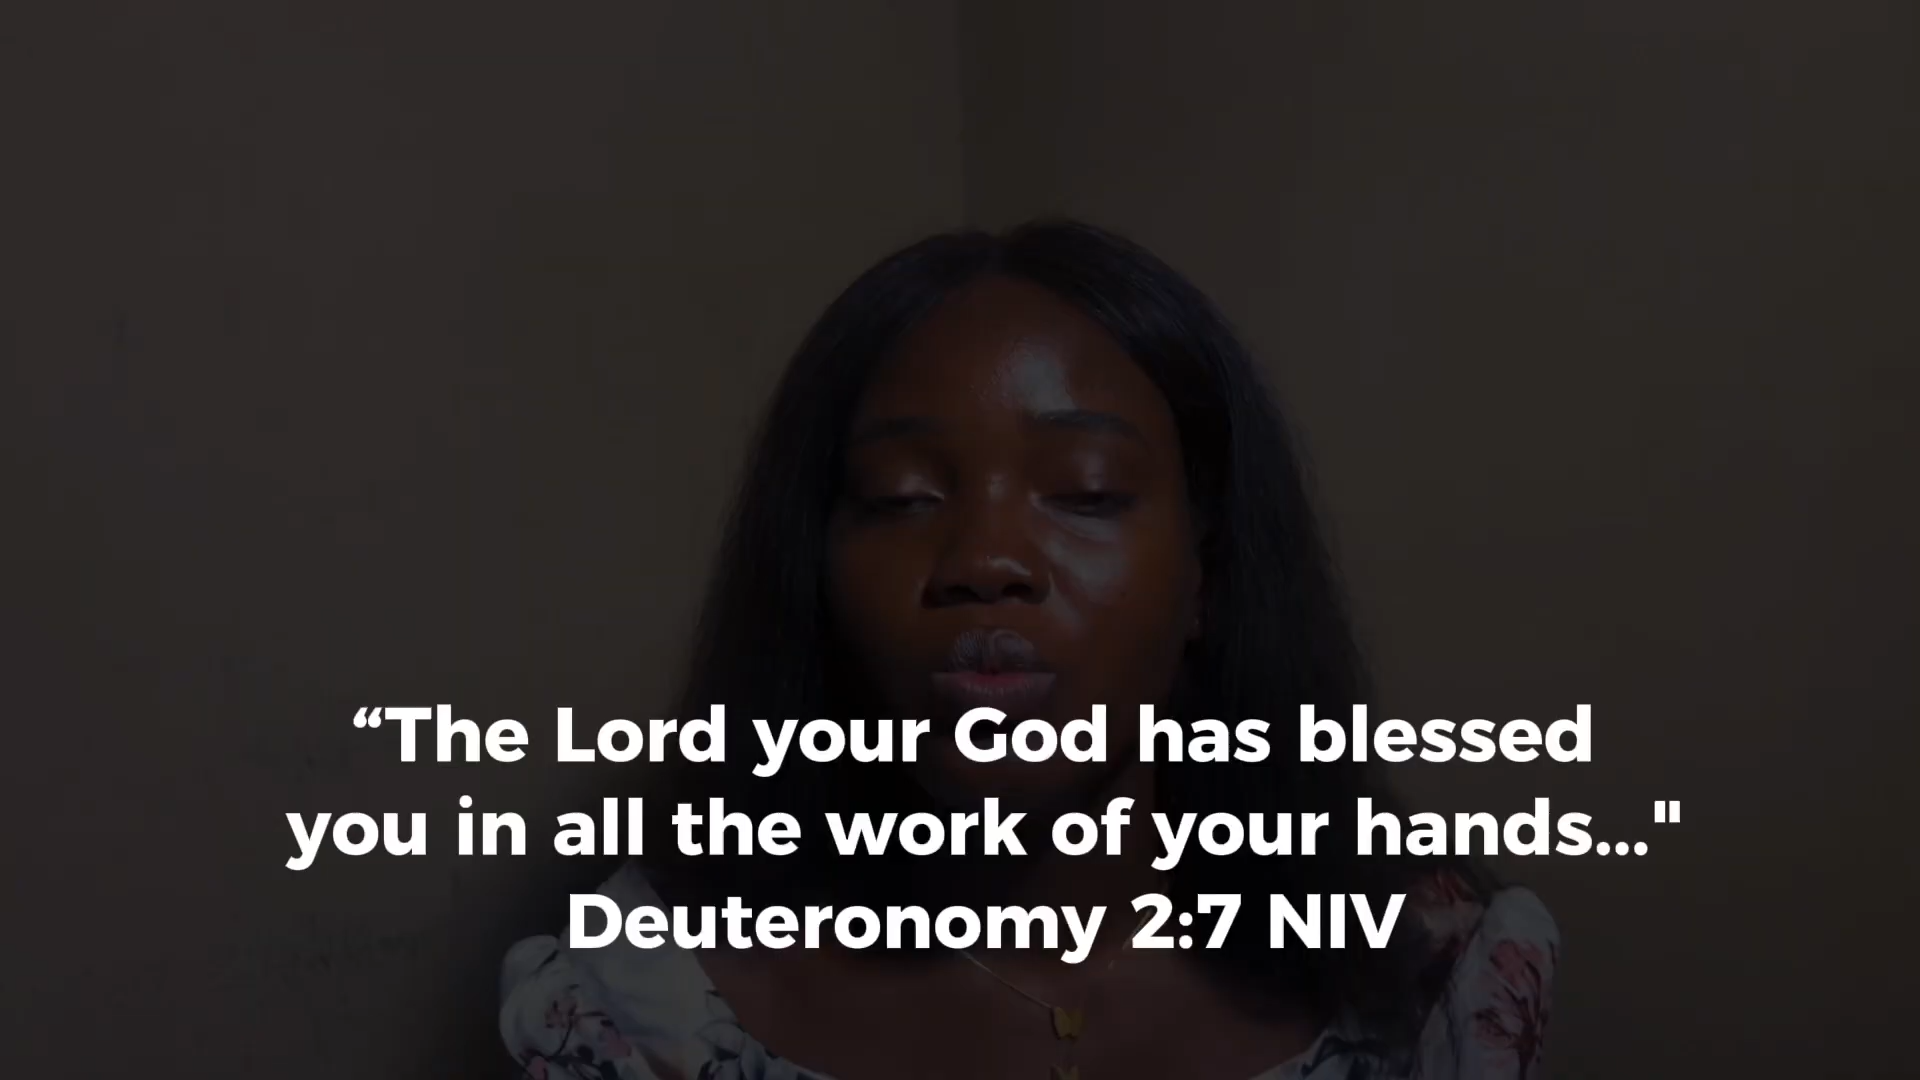 “The Lord your God has blessed
you in all the work of your hands..."
Deuteronomy 2:7 NIV